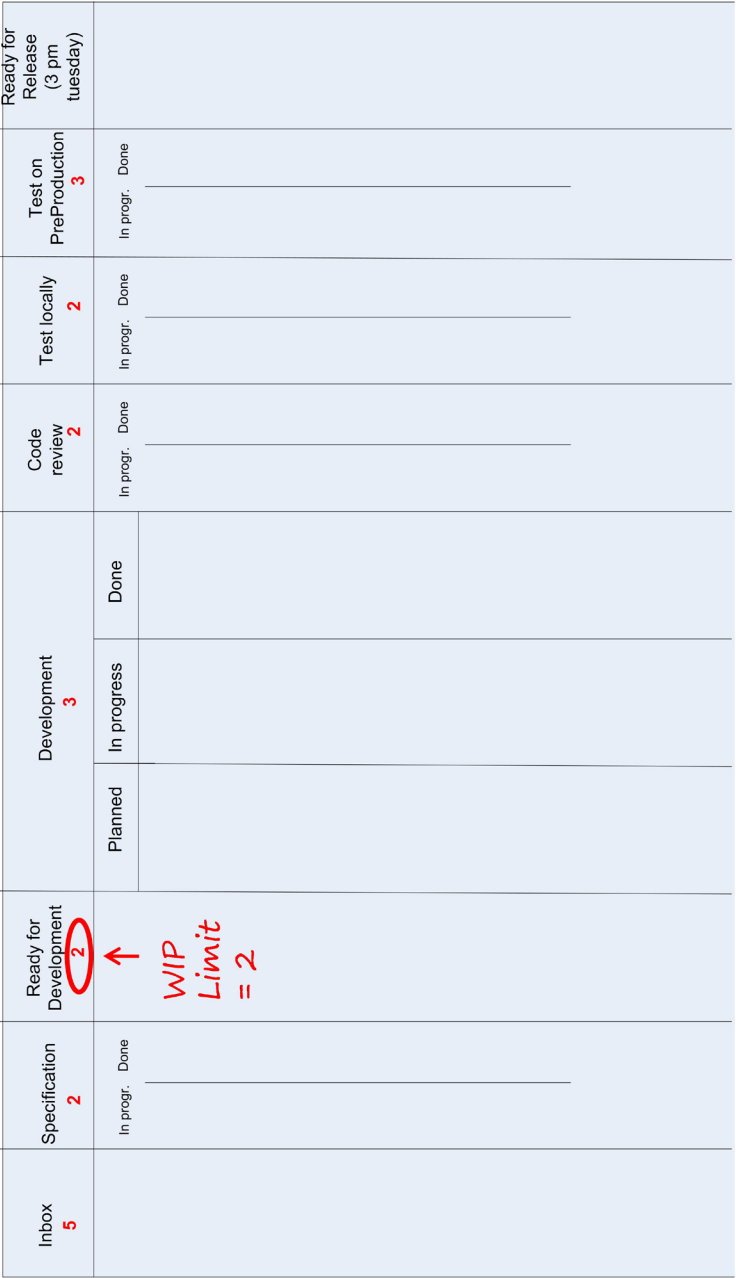 Inbox
5
Specification
2
In progr. Done
Ready for
Development
2
WIP
Limit
= 2
Development
3
Planned
In progress
Done
Code
review
2
In progr. Done
Test locally
2
In progr. Done
Test on
PreProduction
3
In progr. Done
Ready for
Release
(3 pm
tuesday)